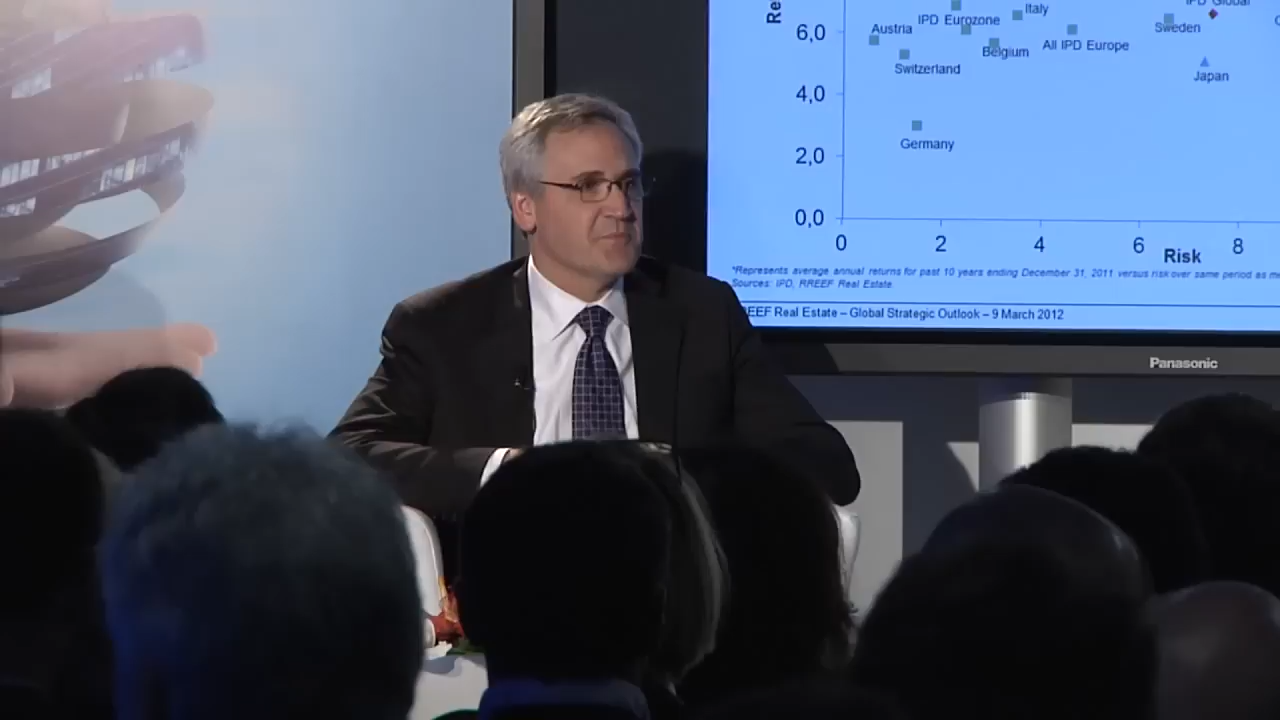 IPD Global
Italy
IPD Eurozone
Austria
Sweden
6,0
All IPD Europe
Belgium
Switzerland
Japan
4,0
Germany
2,0
0,0
0 2 4 6 8
Risk
*Represents average annual returns for past 10 years ending December 31, 2011 versus risk over same period as
Sources: IPD, RREEF Real Estate
REEF Real Estate – Global Strategic Outlook – 9 March 2012
Panasonic